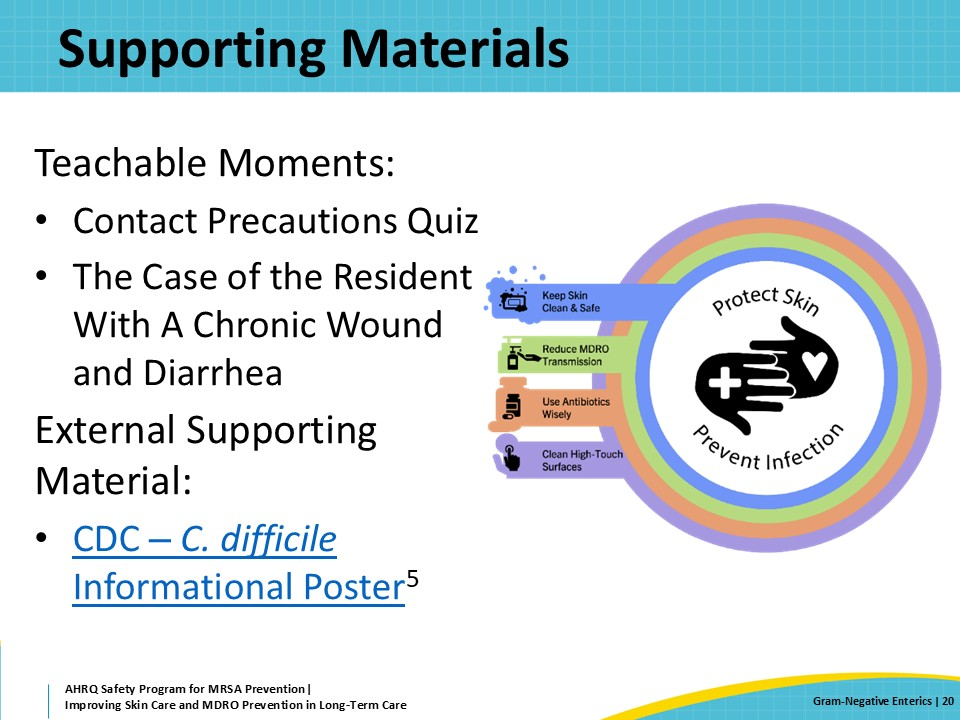 Supporting Materials
Teachable Moments:
• Contact Precautions Quiz
• The Case of the Resident
With A Chronic Wound
and Diarrhea
External Supporting
Material:
• CDC – C. difficile
Informational Poster5
Keep Skin
Clean & Safe
Reduce MDRO
Transmission
Use Antibiotics
Wisely
Clean High-Touch
Surfaces
Protect Skin
Prevent Infection
AHRQ Safety Program for MRSA Prevention|
Improving Skin Care and MDRO Prevention in Long-Term Care
Gram-Negative Enterics | 20